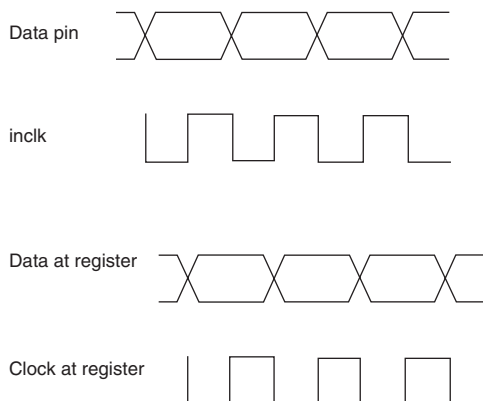 Data pin
inclk
Data at register
Clock at register